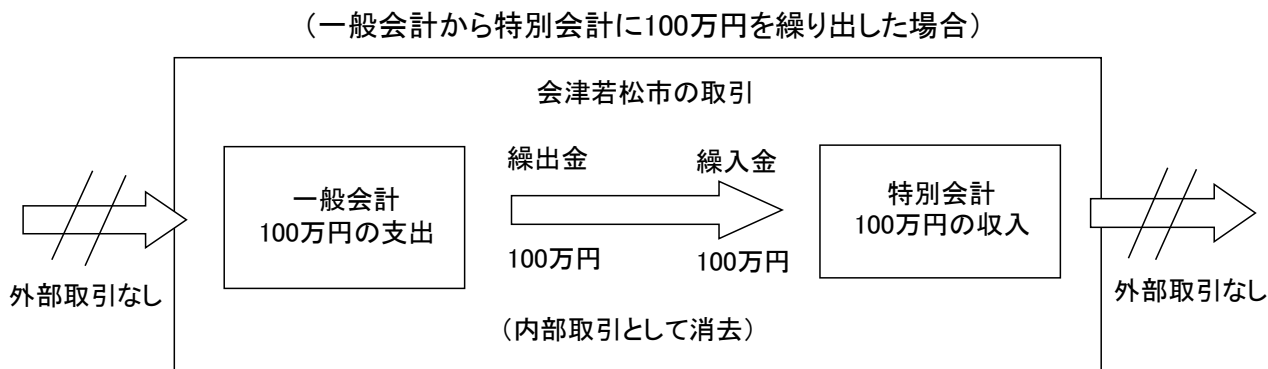 （一般会計から特別会計に100万円を繰り出した場合）
会津若松市の取引
繰出金
繰入金
一般会計
100万円の支出
特別会計
100万円の収入
100万円
100万円
外部取引なし
外部取引なし
（内部取引として消去）